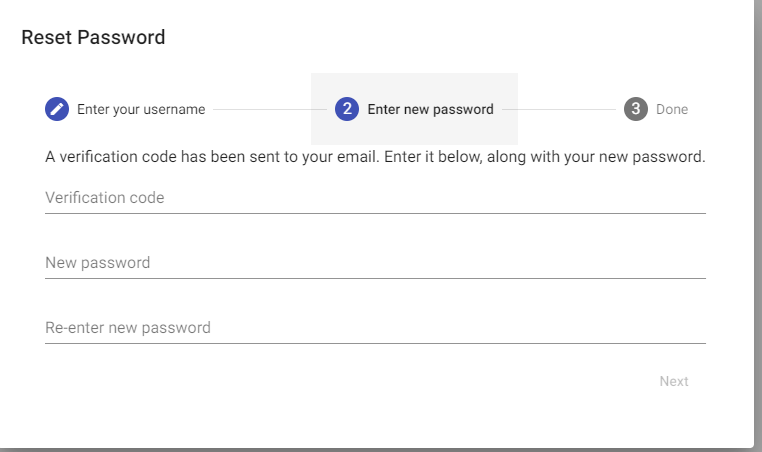 Reset Password
Enter your username
2 Enter new password
3 Done
A verification code has been sent to your email. Enter it below, along with your new password.
Verification code
New password
Re-enter new password
Next